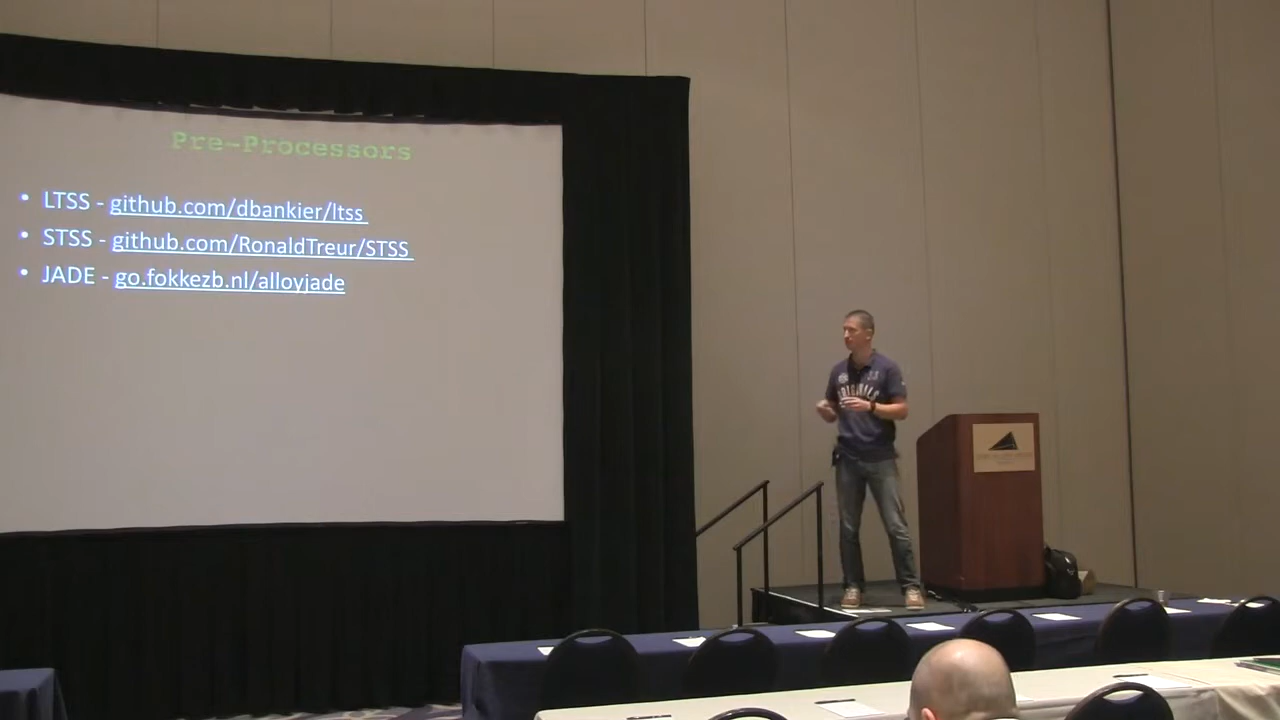 Pre-Processors
• LTSS - github.com/dbankier/ltss
• STSS - github.com/RonaldTreur/STSS
• JADE - go.fokkezb.nl/alloyjade